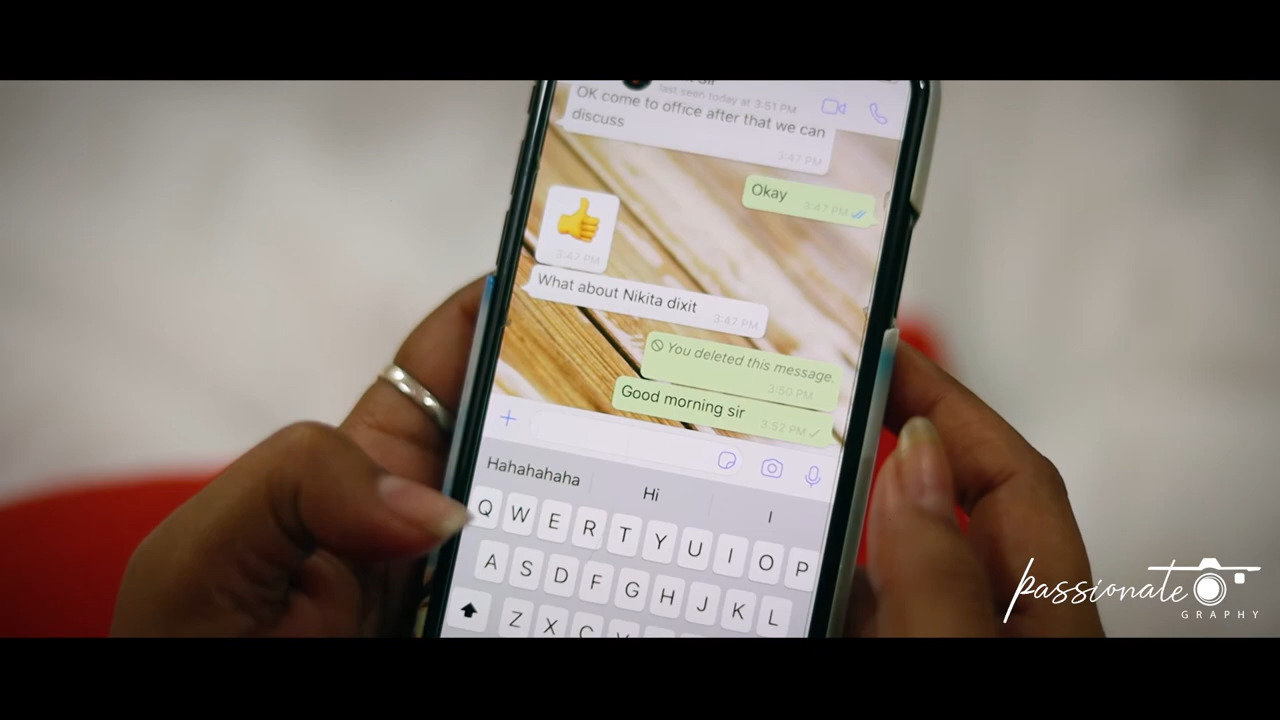 last seen today at 3:51 PM
OK come to office after that we can
discuss
3:47 PM
Okay
3:47 PM
3:47 PM
What about Nikita dixit
3:47 PM
You deleted this message.
3:50 PM
Good morning sir
3:52 PM
Hahahahaha
Hi
I
Q W E R T Y U I O P
A S D F G H J K L
Z X C V
passionate
GRAPHY